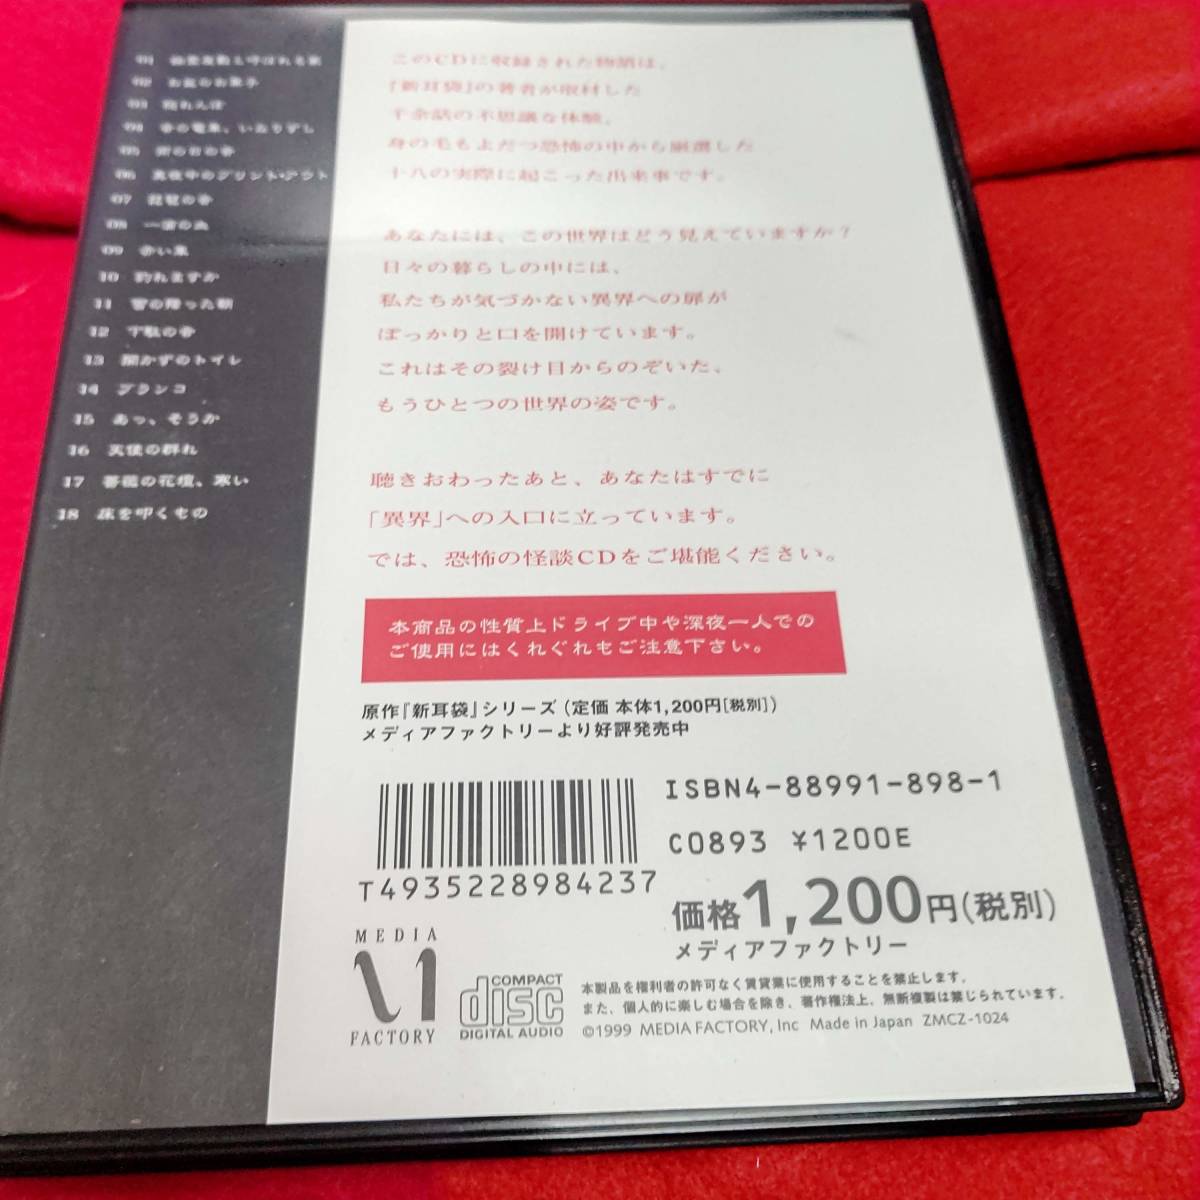 01 幽霊屋敷と呼ばれる家
02 お盆のお菓子
03 隠れんぼ
04
05 雨の日の音
06 真夜中のプリント・アウト
07 琵琶の音
08 一滴の血
09 赤い糸
10 釣れますか
11 雪の降った朝
12 下駄の音
13 開かずのトイレ
14 ブランコ
15 あっ、そうか
16 天使の群れ
17 薔薇の花壇、寒い
18 床を叩くもの
このCDに収録された物語は、
『新耳袋』の著者が取材した
千余話の不思議な体験、
身の毛もよだつ恐怖の中から厳選した
十八の実際に起こった出来事です。
あなたには、この世界はどう見えていますか?
日々の暮らしの中には、
私たちが気づかない異界への扉が
ぽっかりと口を開けています。
これはその裂け目からのぞいた、
もうひとつの世界の姿です。
聴きおわったあと、あなたはすでに
「異界」への入口に立っています。
では、恐怖の怪談CDをご堪能ください。
本商品の性質上ドライブ中や深夜一人での
ご使用にはくれぐれもご注意下さい。
原作『新耳袋』シリーズ(定価 本体1,200円[税別])
メディアファクトリーより好評発売中
ISBN4-88991-898-1
C0893 ¥1200E
T4935228984237
価格1,200円(税別)
メディアファクトリー
MEDIA
FACTORY
COMPACT
disc
DIGITAL AUDIO
本製品を権利者の許可なく賃貸業に使用することを禁止します。
また、個人的に楽しむ場合を除き、著作権法上、無断複製は禁じられています。
©1999 MEDIA FACTORY, Inc Made in Japan ZMCZ-1024